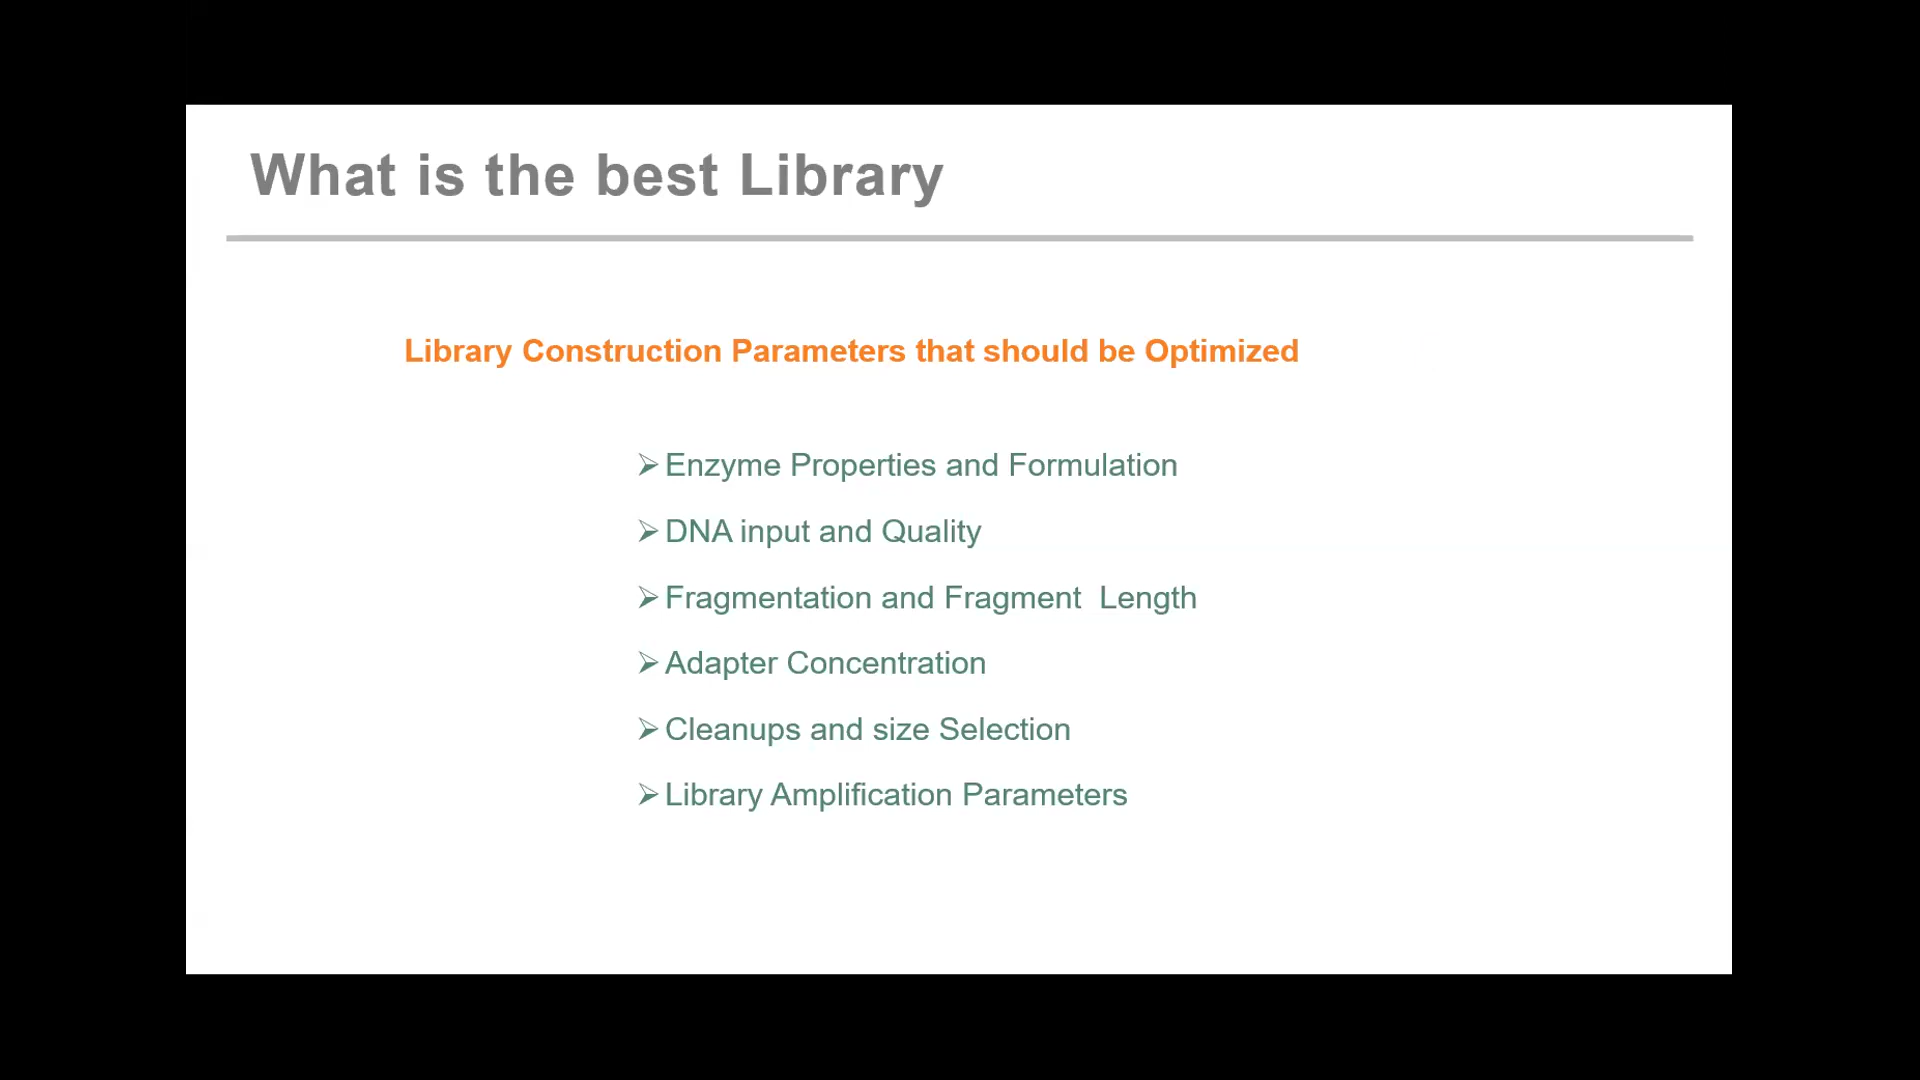 What is the best Library
Library Construction Parameters that should be Optimized
➢Enzyme Properties and Formulation
➢DNA input and Quality
➢Fragmentation and Fragment  Length
➢Adapter Concentration
➢Cleanups and size Selection
➢Library Amplification Parameters